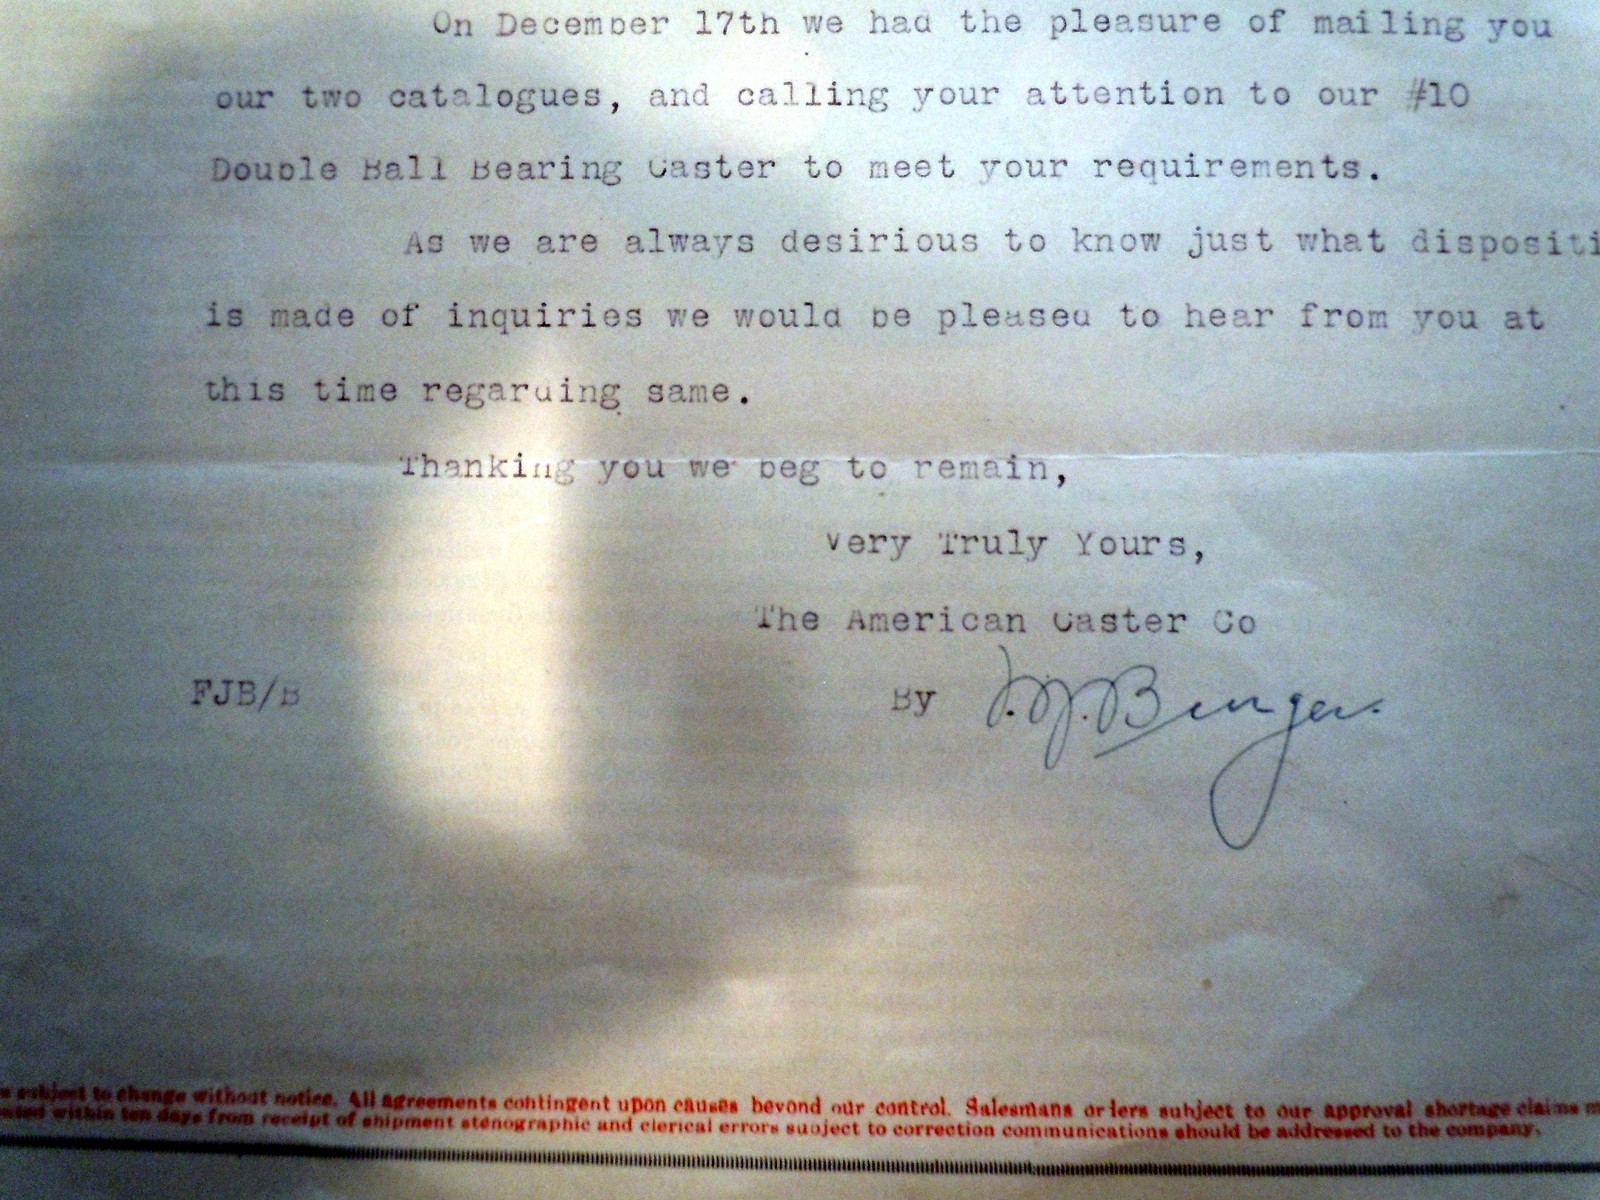 On December 17th we had the pleasure of mailing you
our two catalogues, and calling your attention to our #10
Double Ball Bearing Caster to meet your requirements.
As we are always desirious to know just what dispositi
is made of inquiries we would be pleased to hear from you at
this time regarding same.
Thanking you we beg to remain,
Very Truly Yours,
The American Caster Co
FJB/B By Burger
subject to change without notice. All agreements contingent upon causes beyond our control. Salesmans orders subject to our approval shortage claims
within ten days from receipt of shipment stenographic and clerical errors subject to correction communications should be addressed to the company.